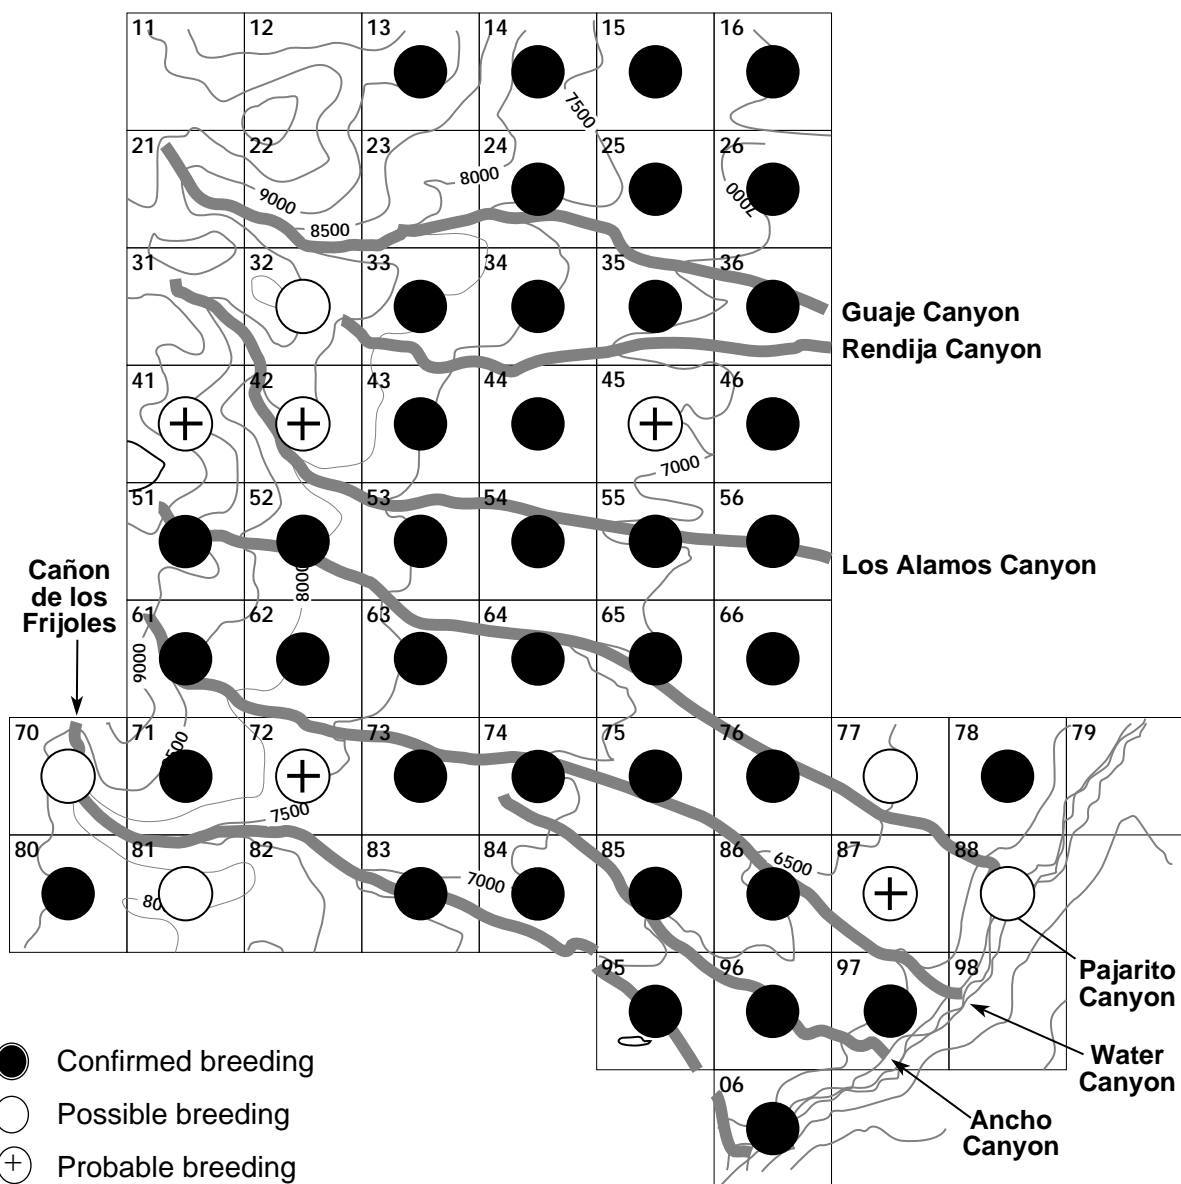 11 12 13 14 15 16
7500
21 22 23 24 25 26
8000
9000
7000
8500
31 32 33 34 35 36
Guaje Canyon
Rendija Canyon
41 42 43 44 45 46
7000
51 52 53 54 55 56
Los Alamos Canyon
Cañon
de los
Frijoles
8000
61 62 63 64 65 66
9000
70 71 72 73 74 75 76 77 78 79
7500
80 81 82 83 84 85 86 87 88
6500
7000
95 96 97 98
Pajarito
Canyon
Water
Canyon
06
Ancho
Canyon
Confirmed breeding
Possible breeding
Probable breeding